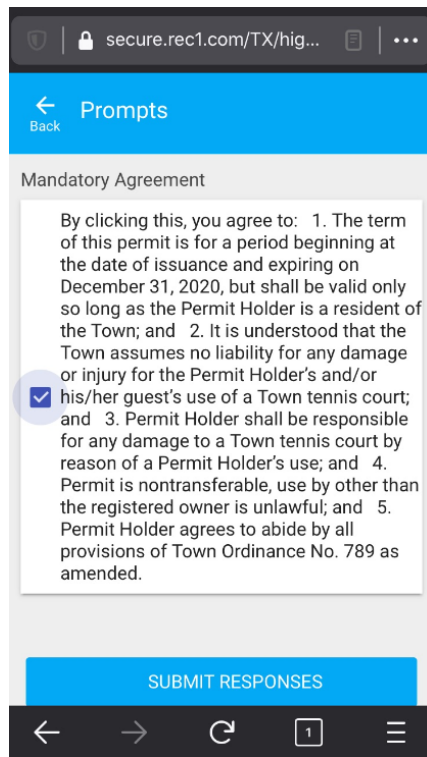 secure.rec1.com/TX/hig...
Back
Prompts
Mandatory Agreement
By clicking this, you agree to: 1. The term
of this permit is for a period beginning at
the date of issuance and expiring on
December 31, 2020, but shall be valid only
so long as the Permit Holder is a resident of
the Town; and 2. It is understood that the
Town assumes no liability for any damage
or injury for the Permit Holder's and/or
his/her guest's use of a Town tennis court;
and 3. Permit Holder shall be responsible
for any damage to a Town tennis court by
reason of a Permit Holder's use; and 4.
Permit is nontransferable, use by other than
the registered owner is unlawful; and 5.
Permit Holder agrees to abide by all
provisions of Town Ordinance No. 789 as
amended.
SUBMIT RESPONSES
1